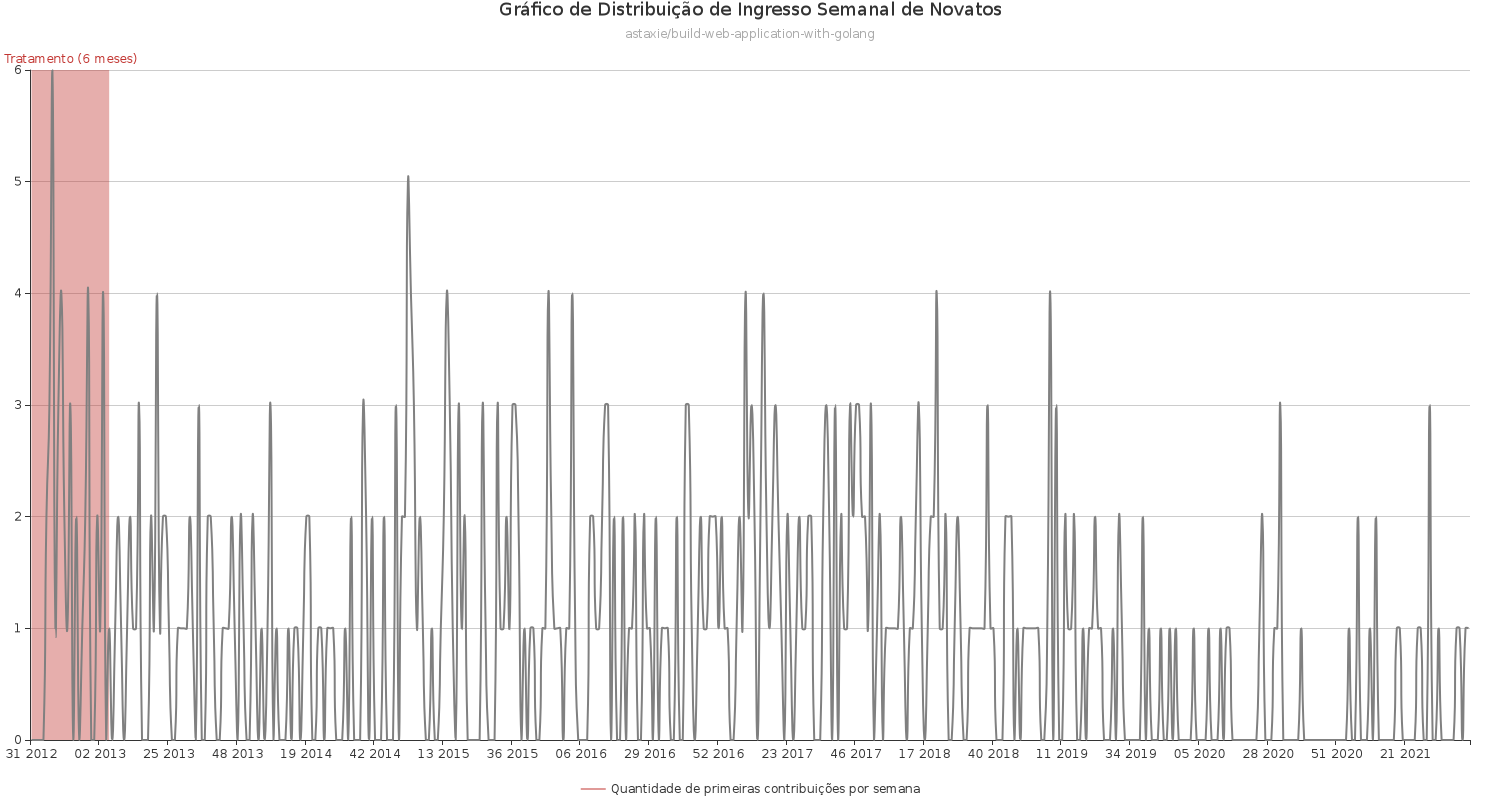 Gráfico de Distribuição de Ingresso Semanal de Novatos
astaxie/build-web-application-with-golang
Tratamento (6 meses)
6
5
4
3
2
1
0
31 2012 02 2013 25 2013 48 2013 19 2014 42 2014 13 2015 36 2015 06 2016 29 2016 52 2016 23 2017 46 2017 17 2018 40 2018 11 2019 34 2019 05 2020 28 2020 51 2020 21 2021
Quantidade de primeiras contribuições por semana